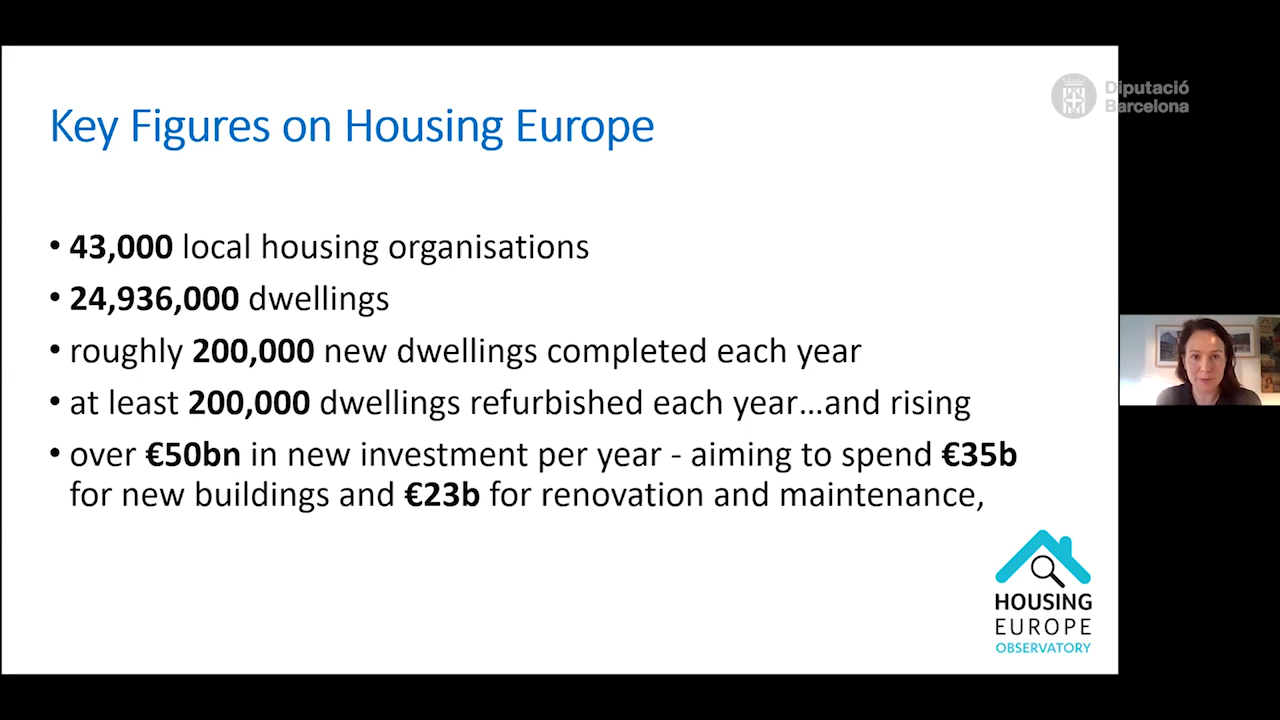 Key Figures on Housing Europe
Diputació
Barcelona
• 43,000 local housing organisations
• 24,936,000 dwellings
• roughly 200,000 new dwellings completed each year
• at least 200,000 dwellings refurbished each year...and rising
• over €50bn in new investment per year - aiming to spend €35b
for new buildings and €23b for renovation and maintenance,
HOUSING
EUROPE
OBSERVATORY